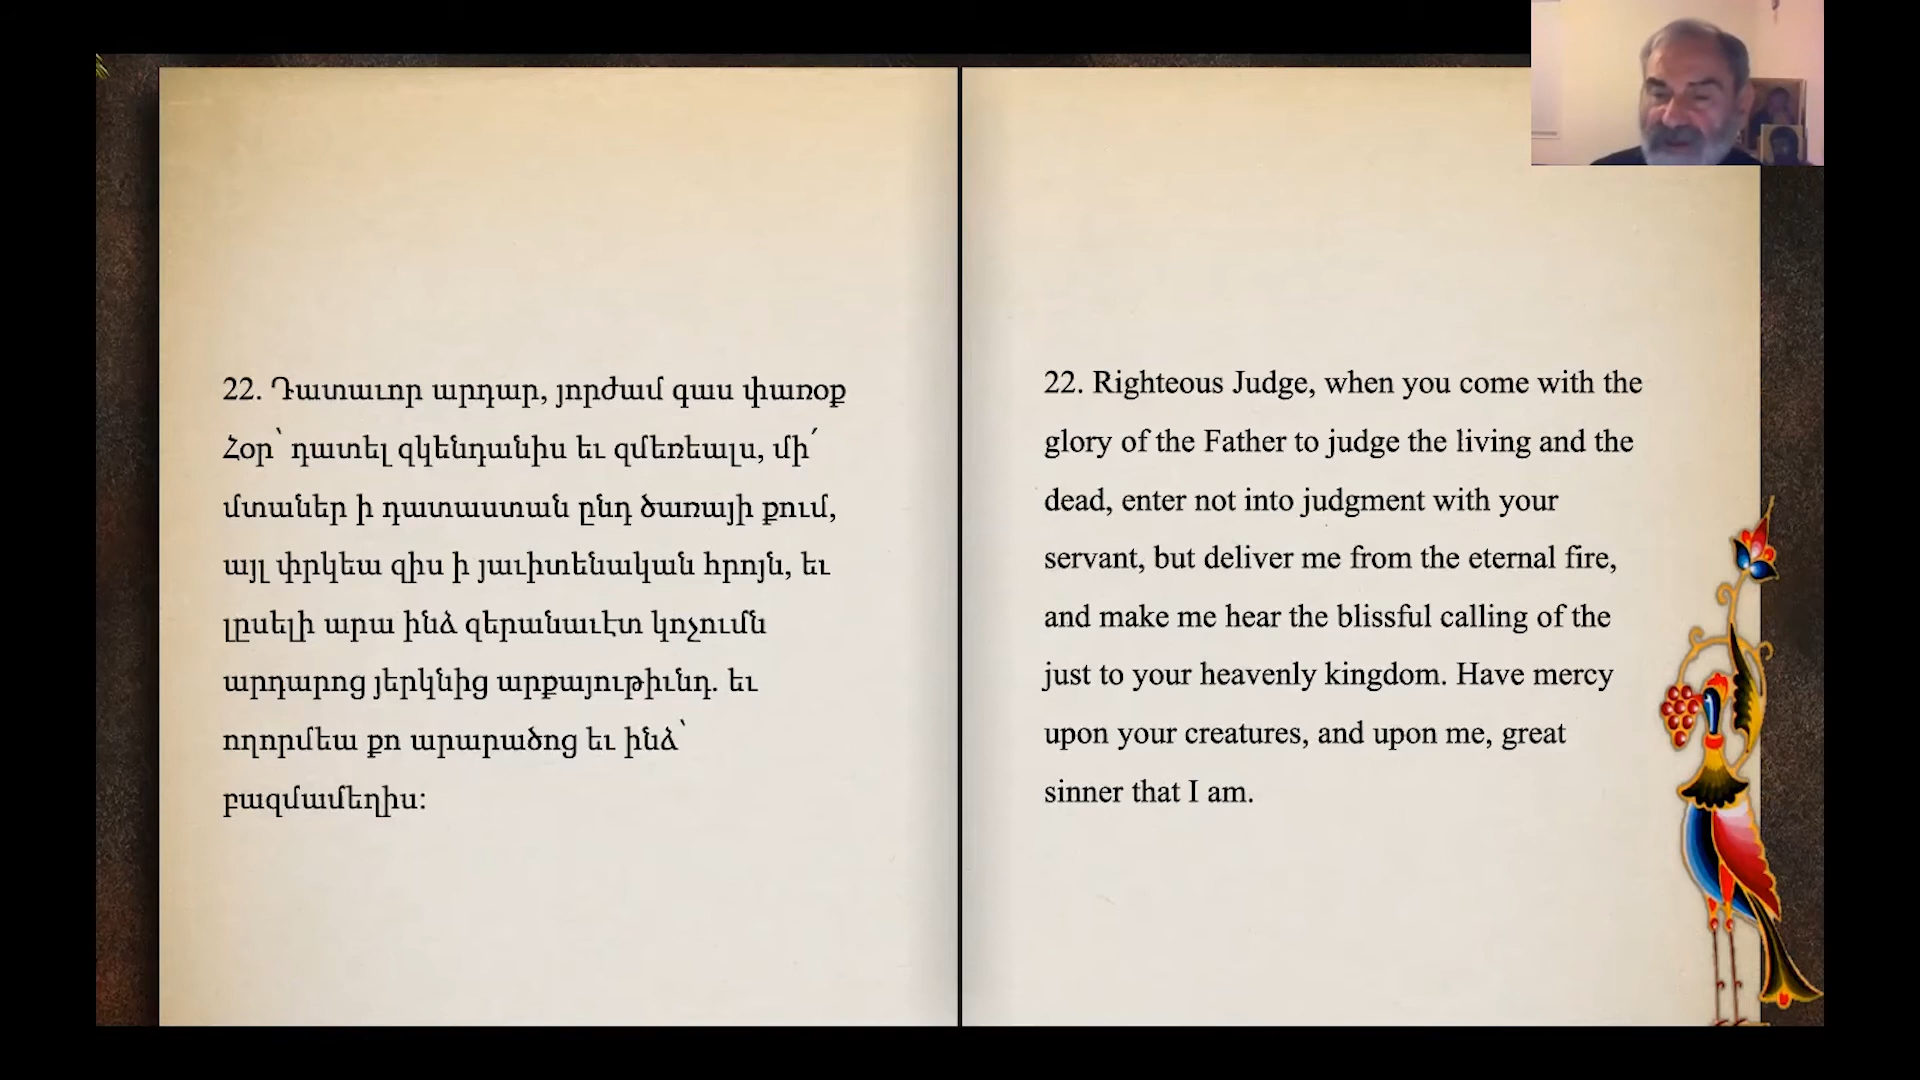 22. Դատաւոր արդար, յորժամ գաս փառօք
Հօր՝ դատել զկենդանիս եւ զմեռեալս, մի՛
մտաներ ի դատաստան ընդ ծառայի քում,
այլ փրկեա զիս ի յաւիտենական հրոյն, եւ
լըսելի արա ինձ զերանաւէտ կոչումն
արդարոց յերկնից արքայութիւնդ. եւ
ողորմեա քո արարածոց եւ ինձ՝
բազմամեղիս:
22. Righteous Judge, when you come with the
glory of the Father to judge the living and the
dead, enter not into judgment with your
servant, but deliver me from the eternal fire,
and make me hear the blissful calling of the
just to your heavenly kingdom. Have mercy
upon your creatures, and upon me, great
sinner that I am.